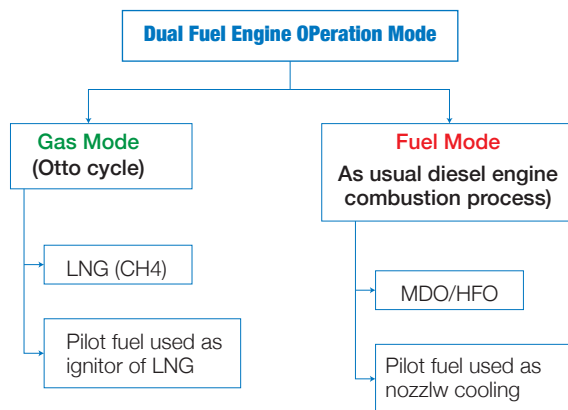 Dual Fuel Engine OPeration Mode
Gas Mode
(Otto cycle)
LNG (CH4)
Pilot fuel used as
ignitor of LNG
Fuel Mode
As usual diesel engine
combustion process)
MDO/HFO
Pilot fuel used as
nozzlw cooling